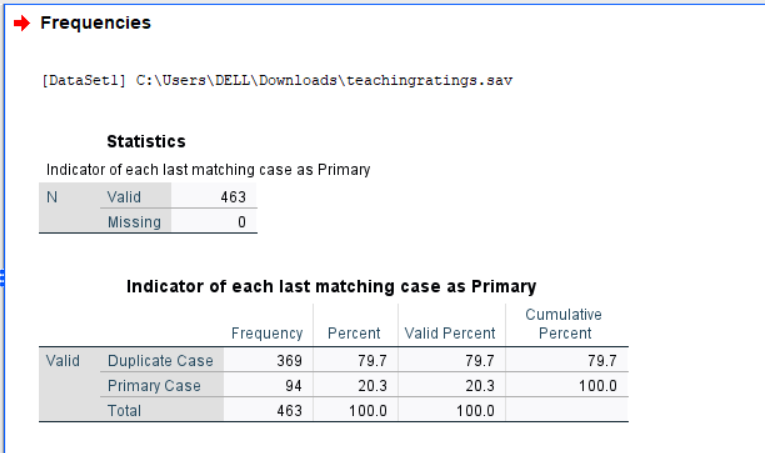 Frequencies
[DataSet1] C:\Users\DELL\Downloads\teachingratings.sav
Statistics
Indicator of each last matching case as Primary
N Valid 463
Missing 0
Indicator of each last matching case as Primary
Frequency Percent Valid Percent Cumulative Percent
Valid Duplicate Case 369 79.7 79.7 79.7
Primary Case 94 20.3 20.3 100.0
Total 463 100.0 100.0